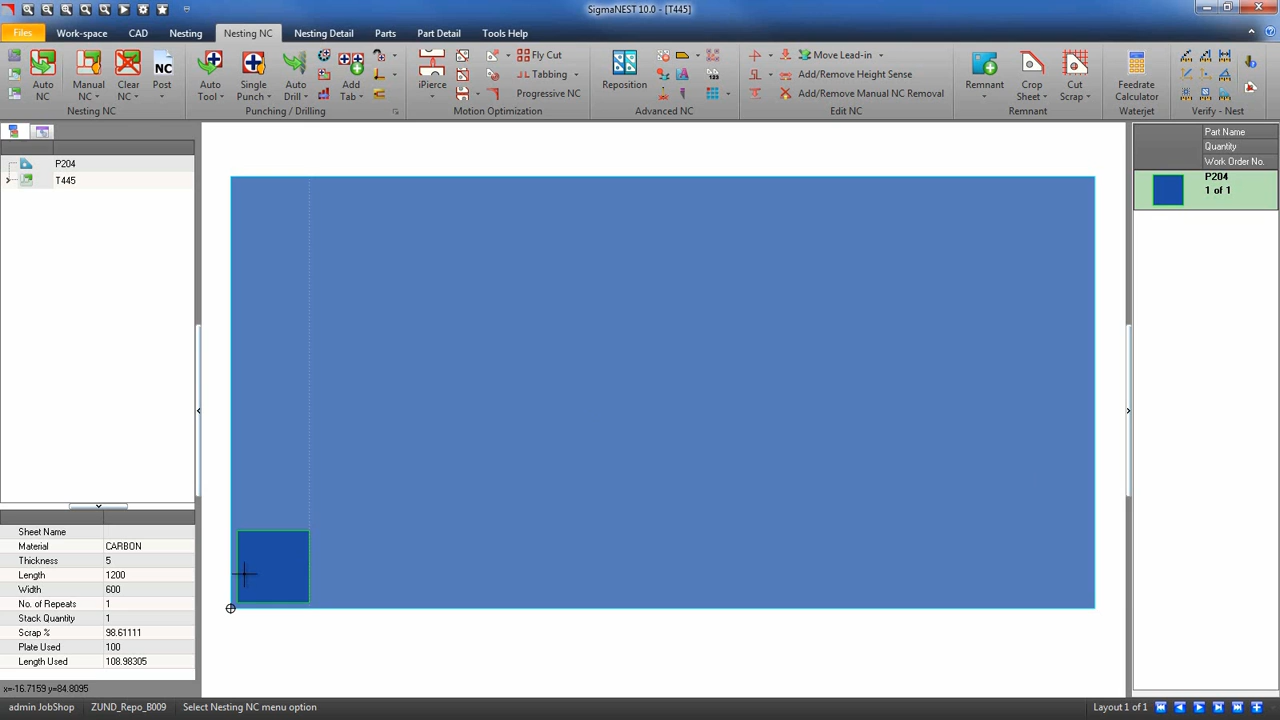 SigmaNEST 10.0 - [T445]
Files
Work-space
CAD
Nesting
Nesting NC
Nesting Detail
Parts
Part Detail
Tools Help
Auto NC
Manual NC
Clear NC
NC
Post
Nesting NC
Auto Tool
Single Punch
Auto Drill
Add Tab
Punching / Drilling
iPierce
Fly Cut
Tabbing
Progressive NC
Motion Optimization
Reposition
Advanced NC
Move Lead-in
Add/Remove Height Sense
Add/Remove Manual NC Removal
Edit NC
Remnant
Crop Sheet
Cut Scrap
Remnant
Feedrate Calculator
Waterjet
Verify - Nest
P204
T445
Part Name
Quantity
Work Order No.
P204
1 of 1
Sheet Name
Material CARBON
Thickness 5
Length 1200
Width 600
No. of Repeats 1
Stack Quantity 1
Scrap % 98.61111
Plate Used 100
Length Used 108.98305
x=-16.7159 y=84.8095
admin JobShop
ZUND_Repo_B009
Select Nesting NC menu option
Layout 1 of 1